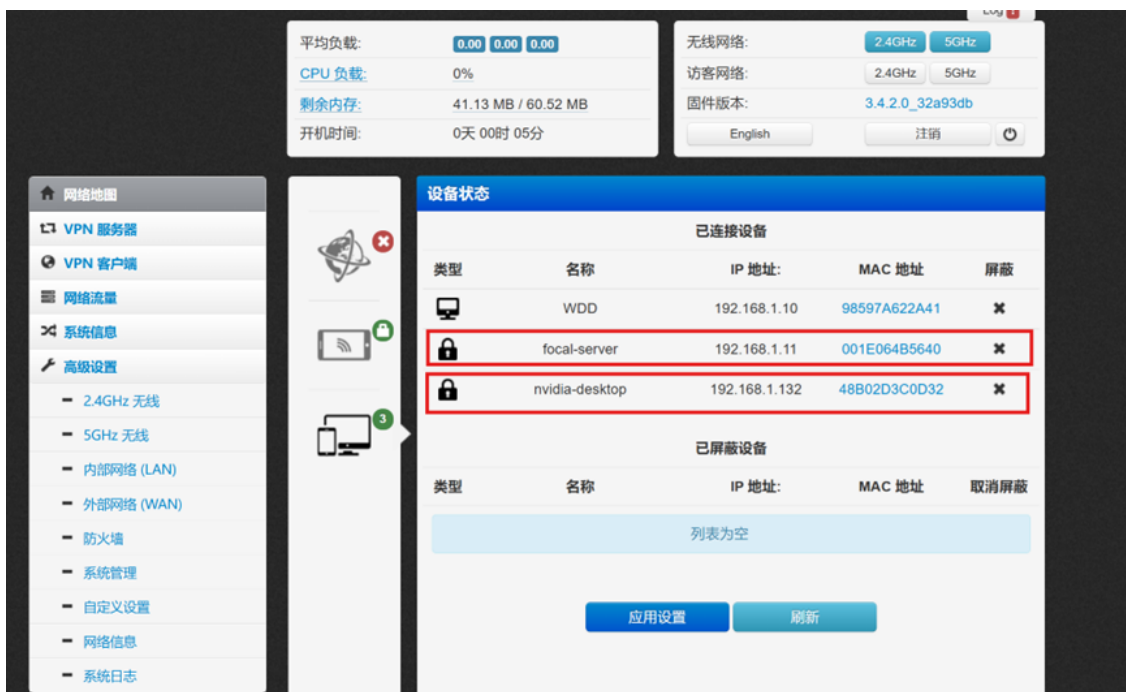 Log
平均负载: 0.00 0.00 0.00
CPU 负载: 0%
剩余内存: 41.13 MB / 60.52 MB
开机时间: 0天 00时 05分
无线网络: 2.4GHz 5GHz
访客网络: 2.4GHz 5GHz
固件版本: 3.4.2.0_32a93db
English 注销
网络地图
VPN 服务器
VPN 客户端
网络流量
系统信息
高级设置
2.4GHz 无线
5GHz 无线
内部网络 (LAN)
外部网络 (WAN)
防火墙
系统管理
自定义设置
网络信息
系统日志
3
设备状态
已连接设备
类型 名称 IP 地址: MAC 地址 屏蔽
WDD 192.168.1.10 98597A622A41
focal-server 192.168.1.11 001E064B5640
nvidia-desktop 192.168.1.132 48B02D3C0D32
已屏蔽设备
类型 名称 IP 地址: MAC 地址 取消屏蔽
列表为空
应用设置 刷新